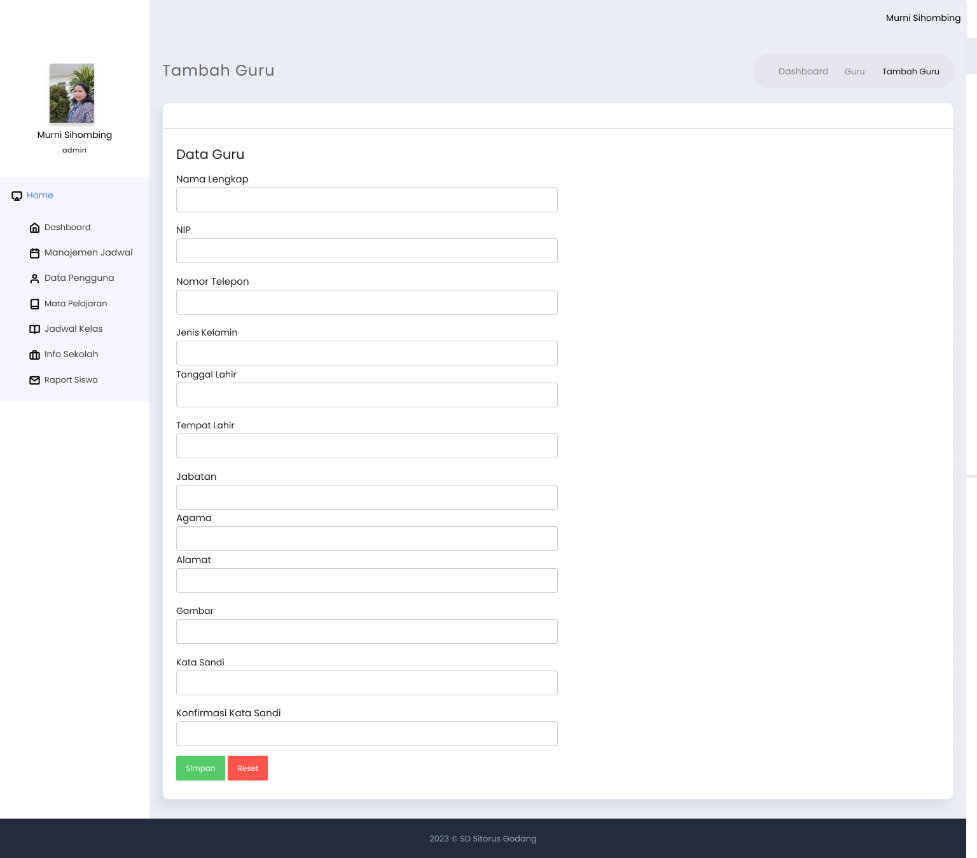 Murni Sihombing
Tambah Guru
Dashboard Guru Tambah Guru
Murni Sihombing
admin
Home
Dashboard
Manajemen Jadwal
Data Pengguna
Mata Pelajaran
Jadwal Kelas
Info Sekolah
Raport Siswa
Data Guru
Nama Lengkap
NIP
Nomor Telepon
Jenis Kelamin
Tanggal Lahir
Tempat Lahir
Jabatan
Agama
Alamat
Gambar
Kata Sandi
Konfirmasi Kata Sandi
Simpan Reset
2023 © SD Sitorus Godang